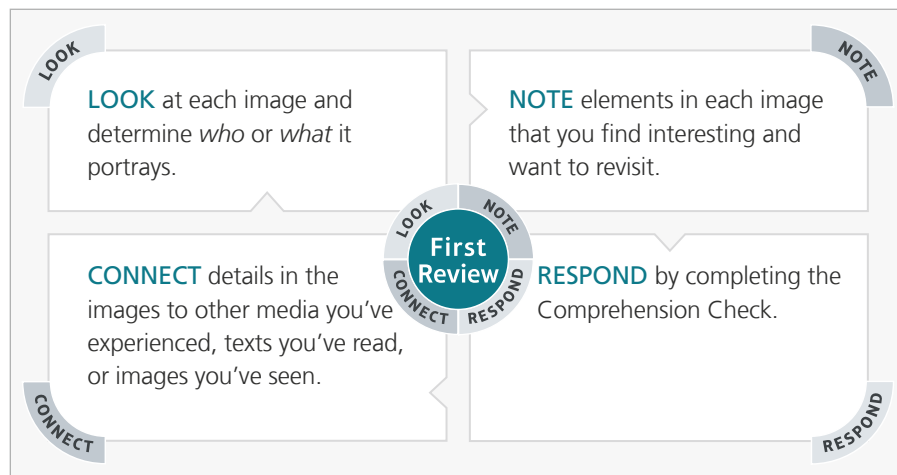 LOOK
LOOK at each image and
determine who or what it
portrays.
NOTE
NOTE elements in each image
that you find interesting and
want to revisit.
LOOK
NOTE
First
Review
CONNECT
RESPOND
CONNECT details in the
images to other media you've
experienced, texts you've read,
or images you've seen.
CONNECT
RESPOND by completing the
Comprehension Check.
RESPOND